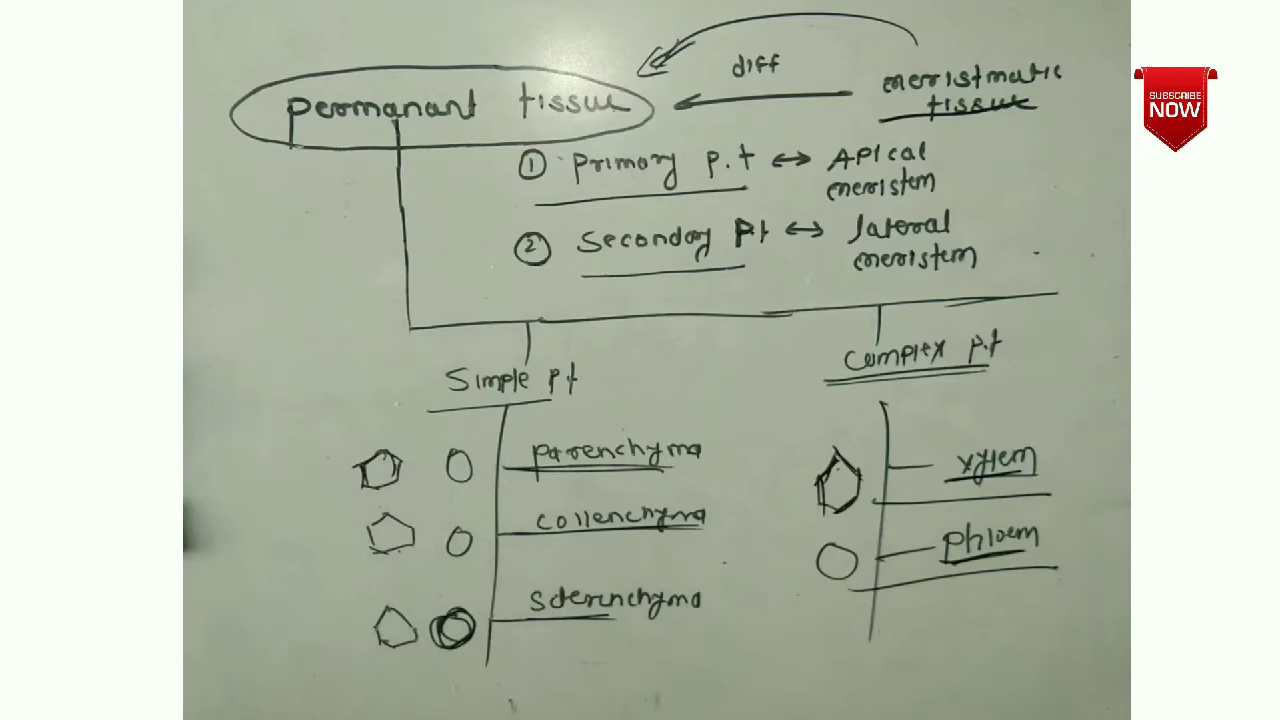 diff
meristmatic
tissue
permanant tissue
SUBSCRIBE
NOW
① primary p.t ↔ Apical
meristem
② Secondary P.t ↔ lateral
meristem
Simple pt
Complex p.t
parenchyma
xylem
collenchyma
phloem
Sclerenchyma